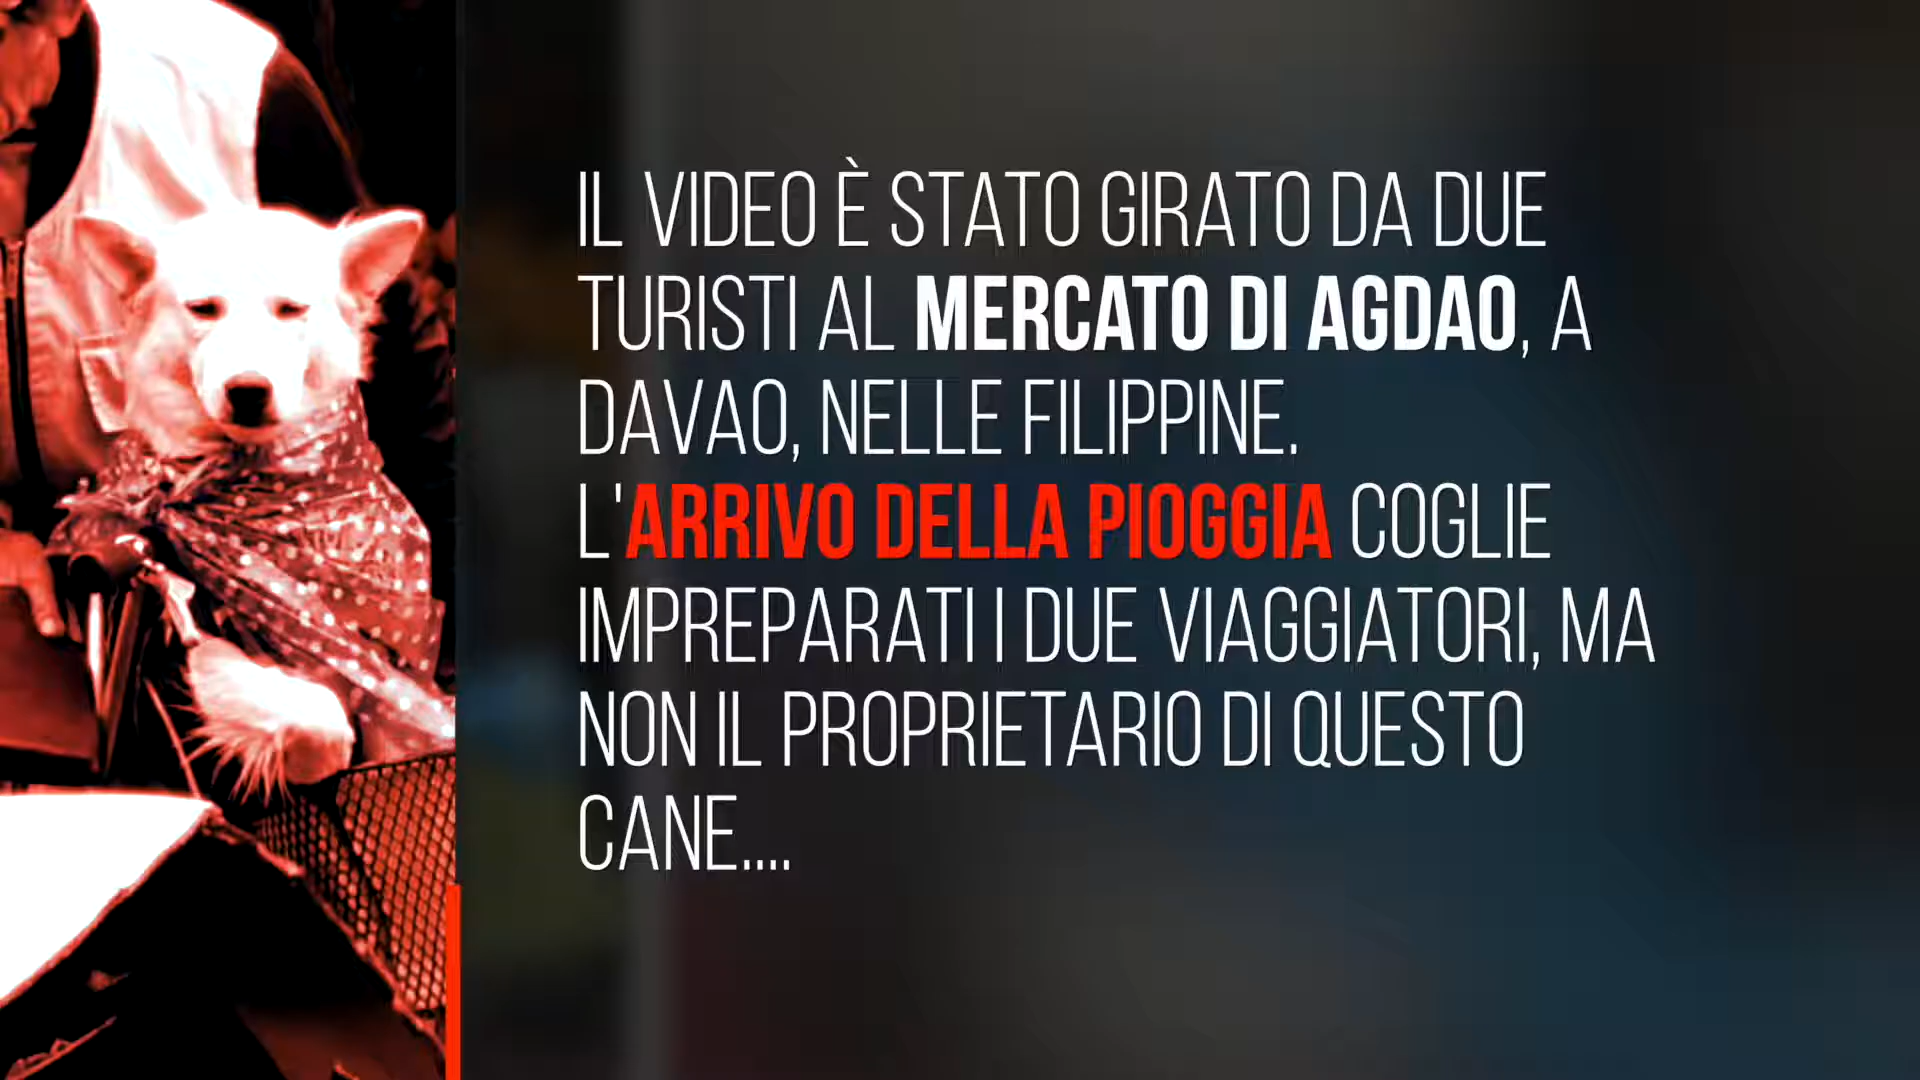 IL VIDEO È STATO GIRATO DA DUE
TURISTI AL MERCATO DI AGDAO, A
DAVAO, NELLE FILIPPINE.
L'ARRIVO DELLA PIOGGIA COGLIE
IMPREPARATI I DUE VIAGGIATORI, MA
NON IL PROPRIETARIO DI QUESTO
CANE....